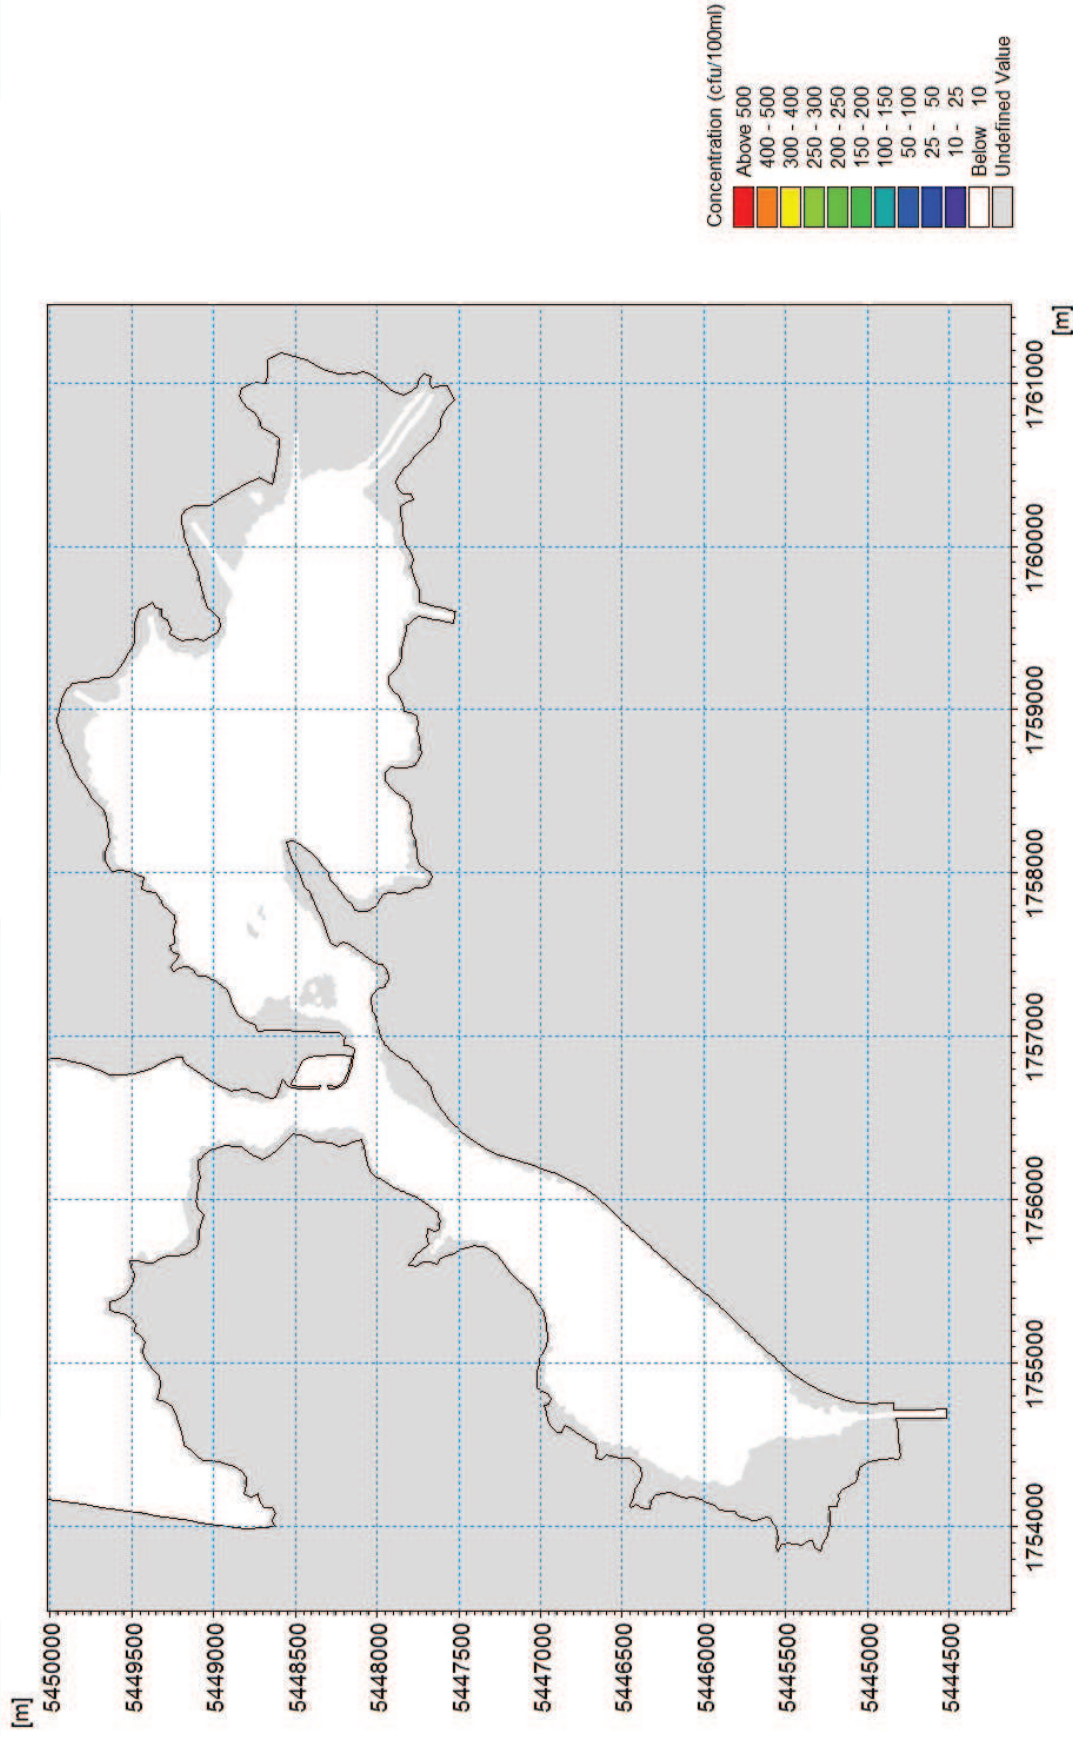 [m]
5450000
5449500
5449000
5448500
5448000
5447500
5447000
5446500
5446000
5445500
5445000
5444500
1754000
1755000
1756000
1757000
1758000
1759000
1760000
1761000
[m]
Concentration (cfu/100ml)
Above 500
400 - 500
300 - 400
250 - 300
200 - 250
150 - 200
100 - 150
50 - 100
25 - 50
10 - 25
Below 10
Undefined Value